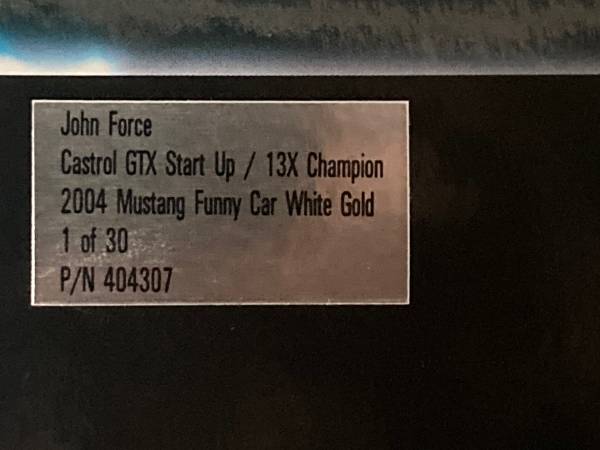 John Force
Castrol GTX Start Up / 13X Champion
2004 Mustang Funny Car White Gold
1 of 30
P/N 404307